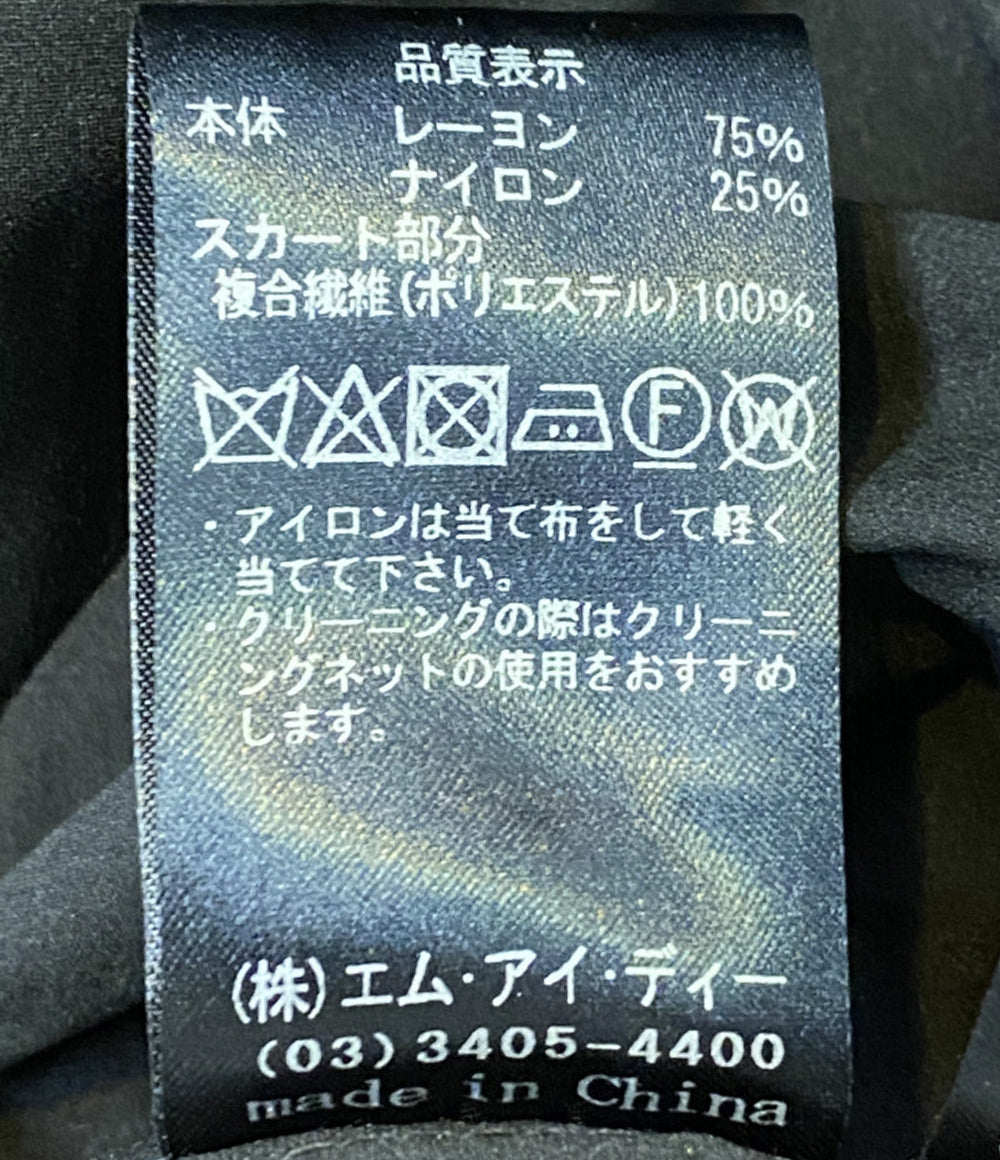 品質表示
本体 レーヨン 75%
ナイロン 25%
スカート部分
複合繊維(ポリエステル)100%
F W
・アイロンは当て布をして軽く
当てて下さい。
・クリーニングの際はクリーニ
ングネットの使用をおすすめ
します。
(株)エム・アイ・ディー
(03)3405-4400
made in China